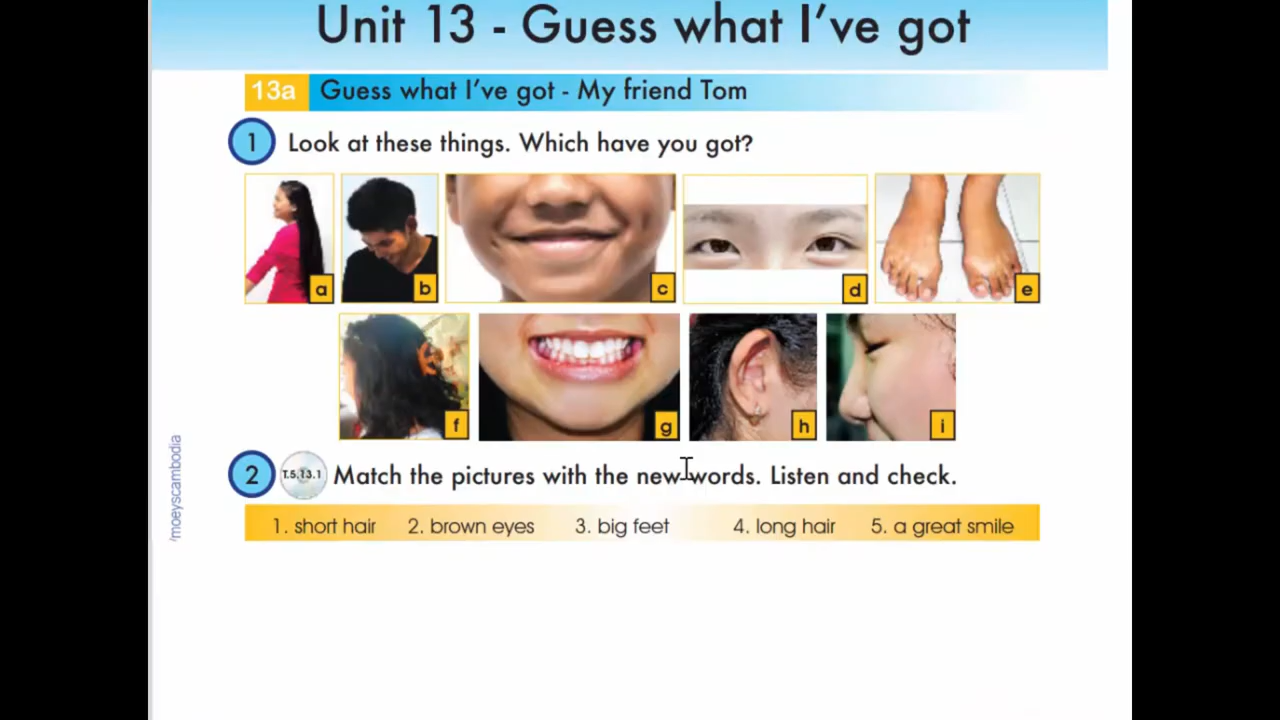 Unit 13 - Guess what I've got
13a Guess what I've got - My friend Tom
1 Look at these things. Which have you got?
a b c d e
f g h i
/moeyscambodia
2 T.5.13.1 Match the pictures with the new words. Listen and check.
1. short hair 2. brown eyes 3. big feet 4. long hair 5. a great smile